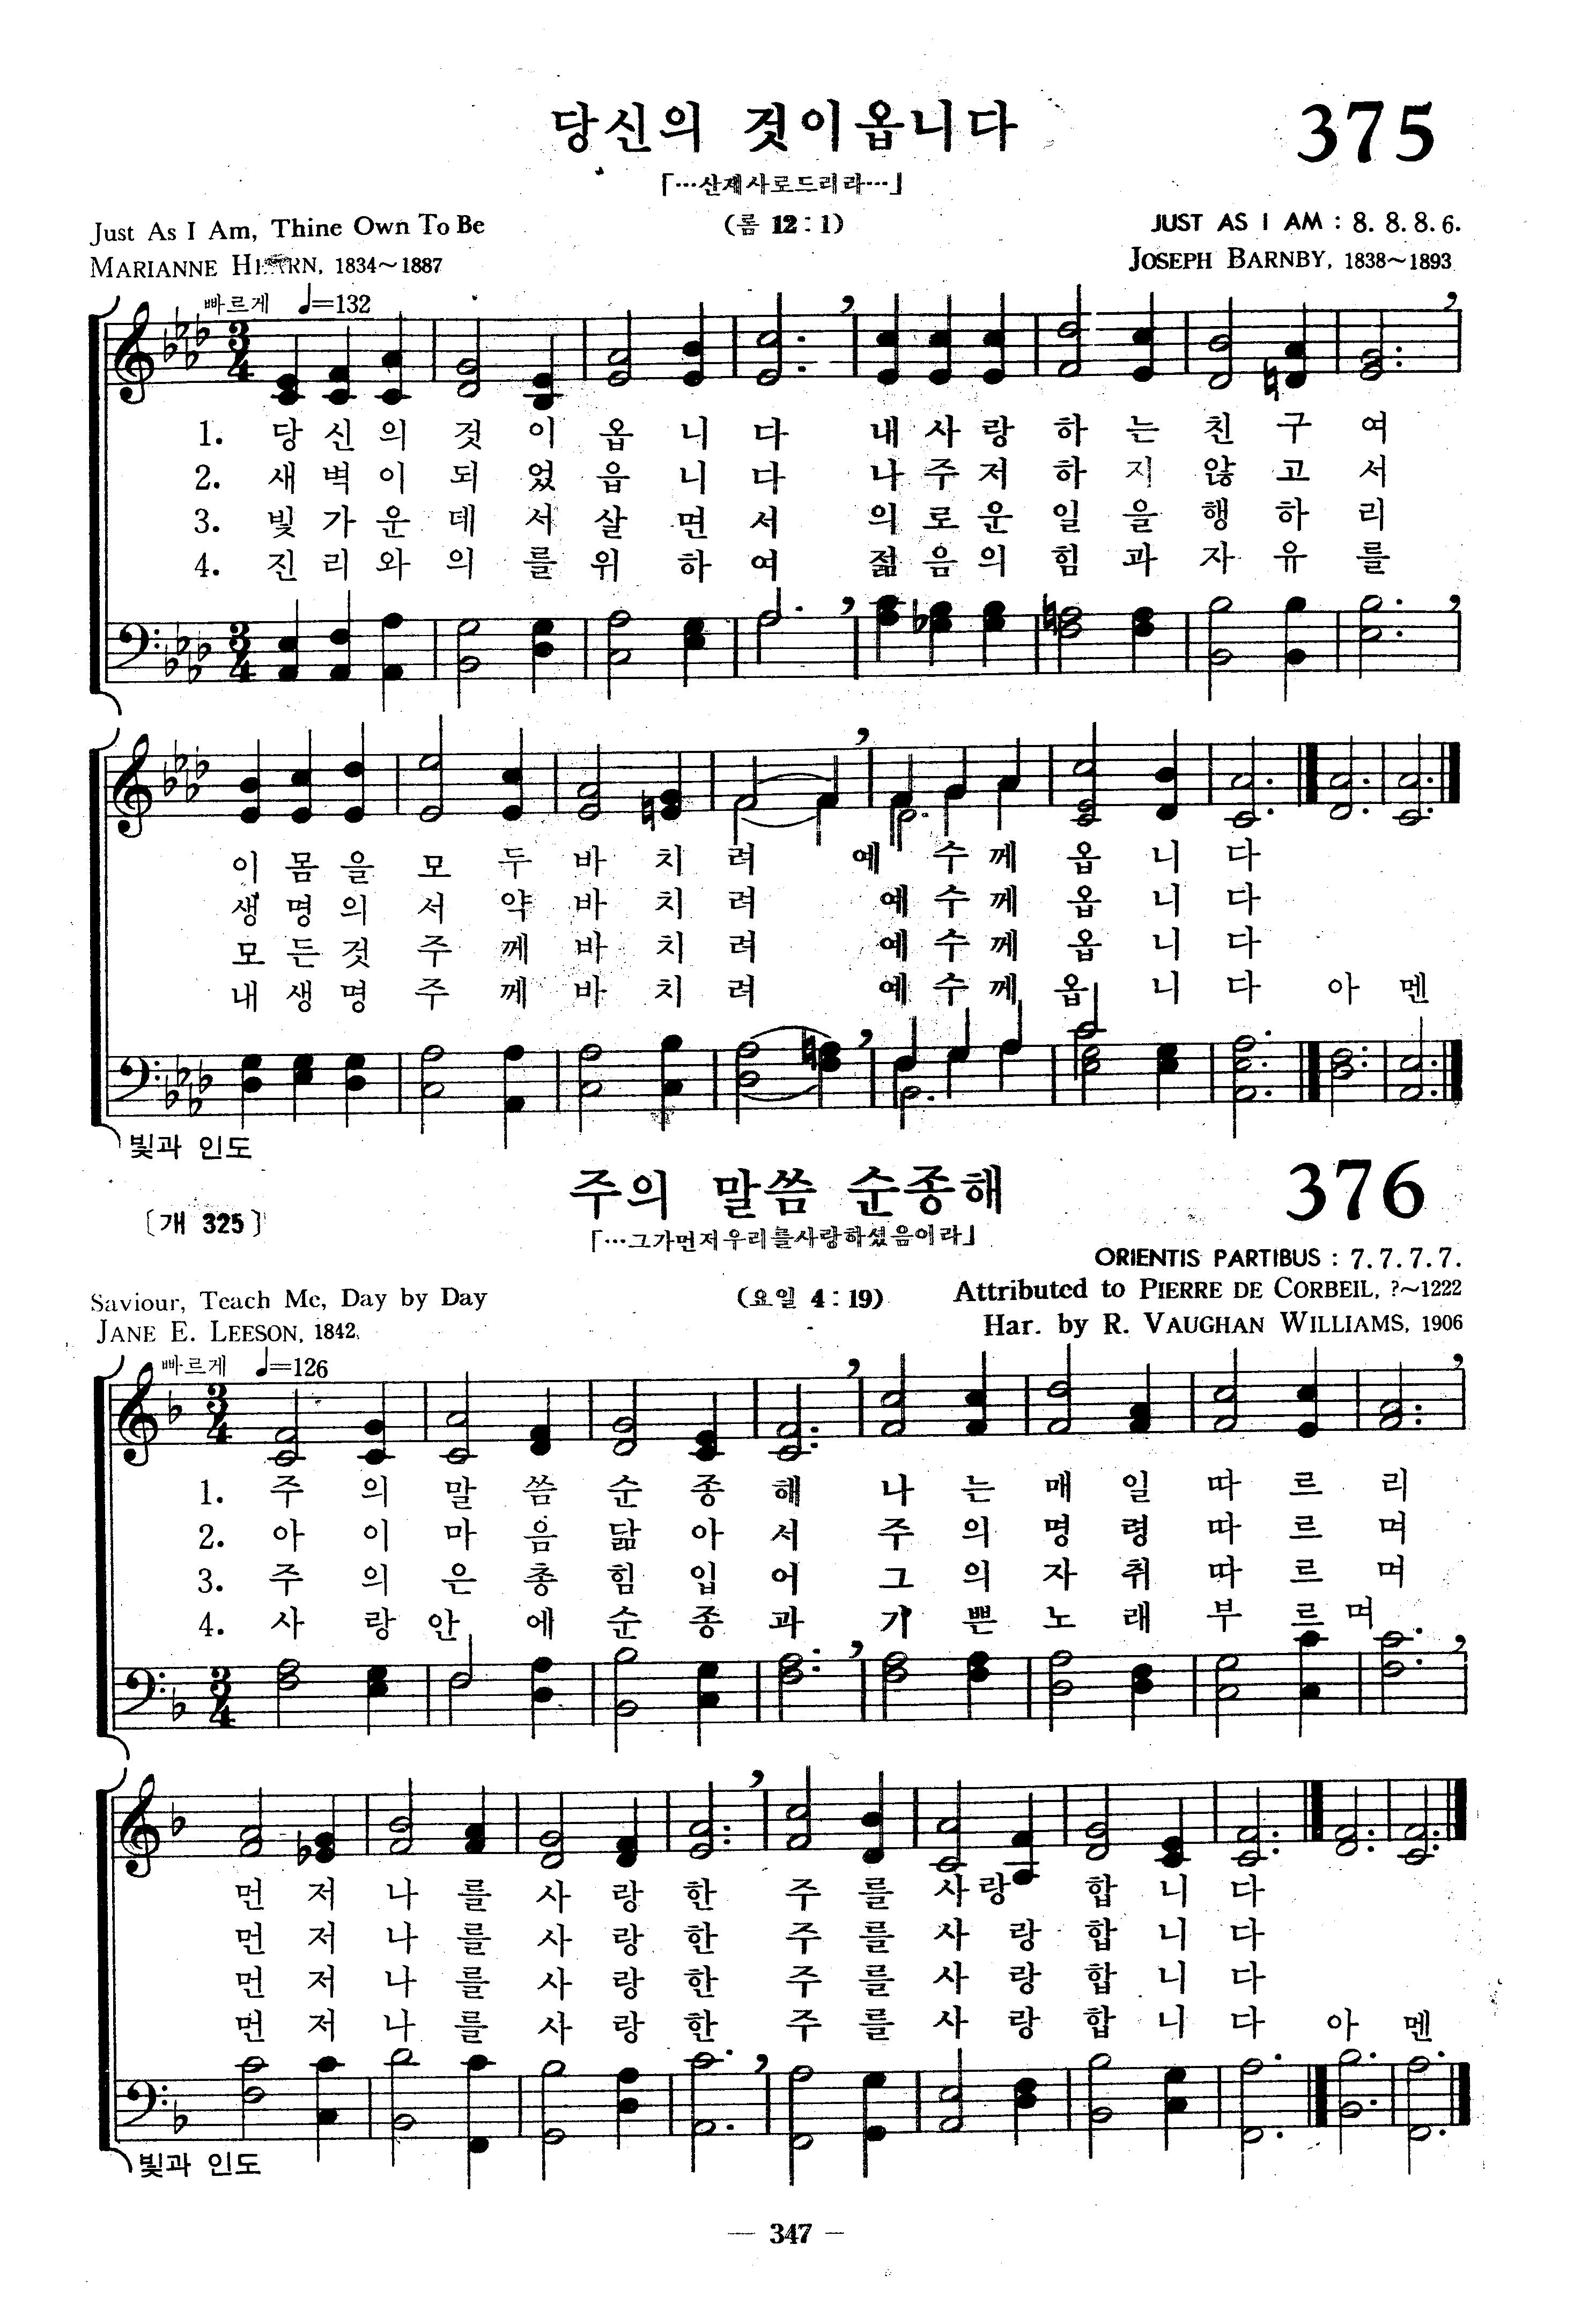 당신의 것이옵니다 375
「…산제사로드리라…」
Just As I Am, Thine Own To Be (롬 12:1) JUST AS I AM : 8. 8. 8. 6.
MARIANNE HEARN, 1834~1887 JOSEPH BARNBY, 1838~1893
빠르게 ♩=132
1. 당신의 것이옵니다 내사랑하는친구여
2. 새벽이되었읍니다 나주저하지않고서
3. 빛가운데서살면서 의로운일을행하리
4. 진리와의를위하여 젊음의힘과자유를
이몸을모두바치려 예수께옵니다
생명의서약바치려 예수께옵니다
모든것주께바치려 예수께옵니다
내생명주께바치려 예수께옵니다 아멘
빛과 인도
주의 말씀 순종해 376
〔개 325〕
「…그가먼저우리를사랑하셨음이라」
ORIENTIS PARTIBUS : 7. 7. 7. 7.
Saviour, Teach Me, Day by Day (요일 4:19) Attributed to PIERRE DE CORBEIL, ?~1222
JANE E. LEESON, 1842, Har. by R. VAUGHAN WILLIAMS, 1906
빠르게 ♩=126
1. 주의말씀순종해 나는매일따르리
2. 아이마음닮아서 주의명령따르며
3. 주의은총힘입어 그의자취따르며
4. 사랑안에순종과 기쁜노래부르며
먼저나를사랑한 주를사랑합니다
먼저나를사랑한 주를사랑합니다
먼저나를사랑한 주를사랑합니다
먼저나를사랑한 주를사랑합니다 아멘
빛과 인도
— 347 —